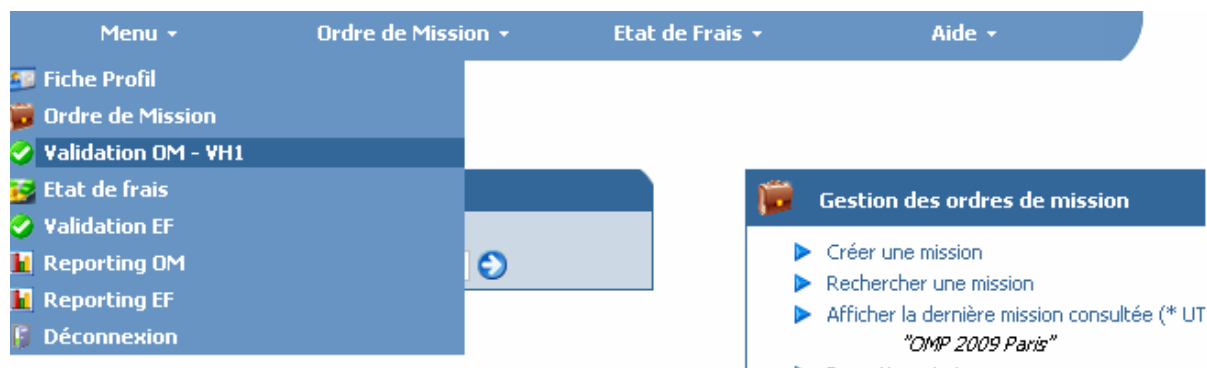 Menu
Ordre de Mission
Etat de Frais
Aide
Fiche Profil
Ordre de Mission
Validation OM - VH1
Etat de frais
Validation EF
Reporting OM
Reporting EF
Déconnexion
Gestion des ordres de mission
Créer une mission
Rechercher une mission
Afficher la dernière mission consultée (* UT
"OMP 2009 Paris"